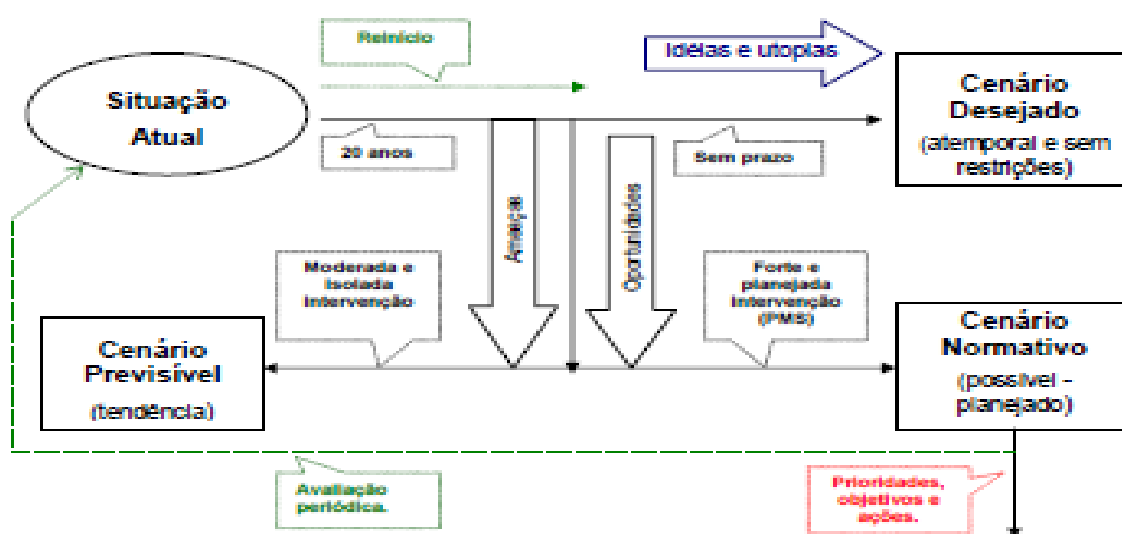 Reinício
Idéias e utopias
Situação
Atual
Cenário
Desejado
(atemporal e sem
restrições)
20 anos
Sem prazo
Ameaças
Oportunidades
Moderada e
isolada
intervenção
Forte e
planejada
intervenção
(PMS)
Cenário
Previsível
(tendência)
Cenário
Normativo
(possível -
planejado)
Avaliação
periódica.
Prioridades,
objetivos e
ações.